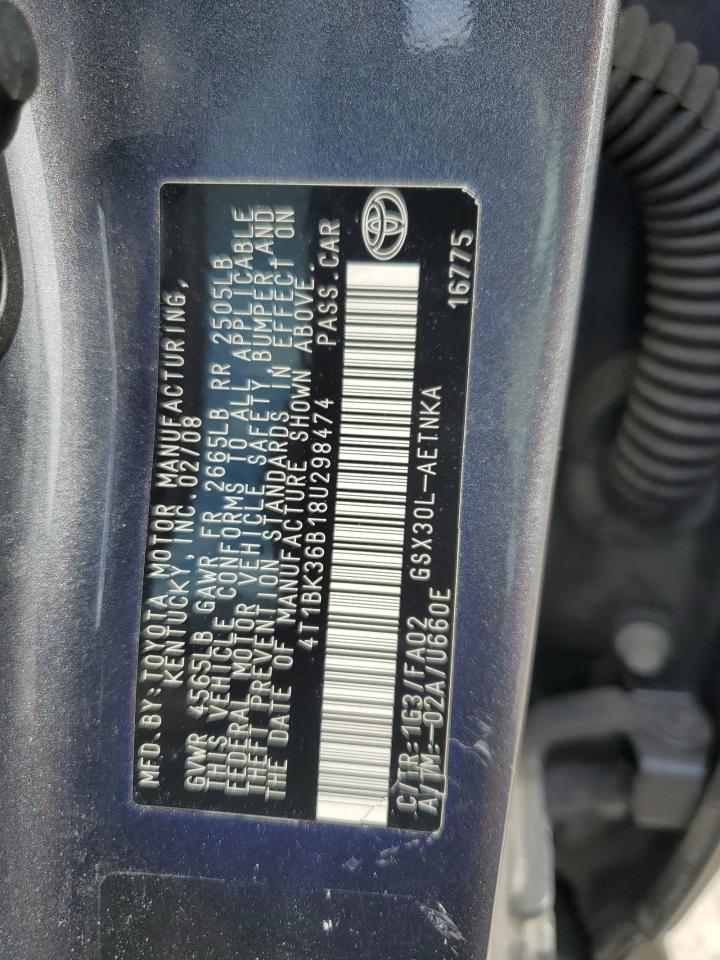 MFD.BY:TOYOTA MOTOR MANUFACTURING,
KENTUCKY,INC.02/08
GVWR 4565LB GAWR FR 2665LB RR 2505LB
THIS VEHICLE CONFORMS TO ALL APPLICABLE
FEDERAL MOTOR VEHICLE SAFETY,BUMPER,AND
THEFT PREVENTION STANDARDS IN EFFECT ON
THE DATE OF MANUFACTURE SHOWN ABOVE.
4T1BK36B18U298474 PASS.CAR
C/TR:1G3/FA02 GSX30L-AETNKA
A/TM:-02A/U660E 16775